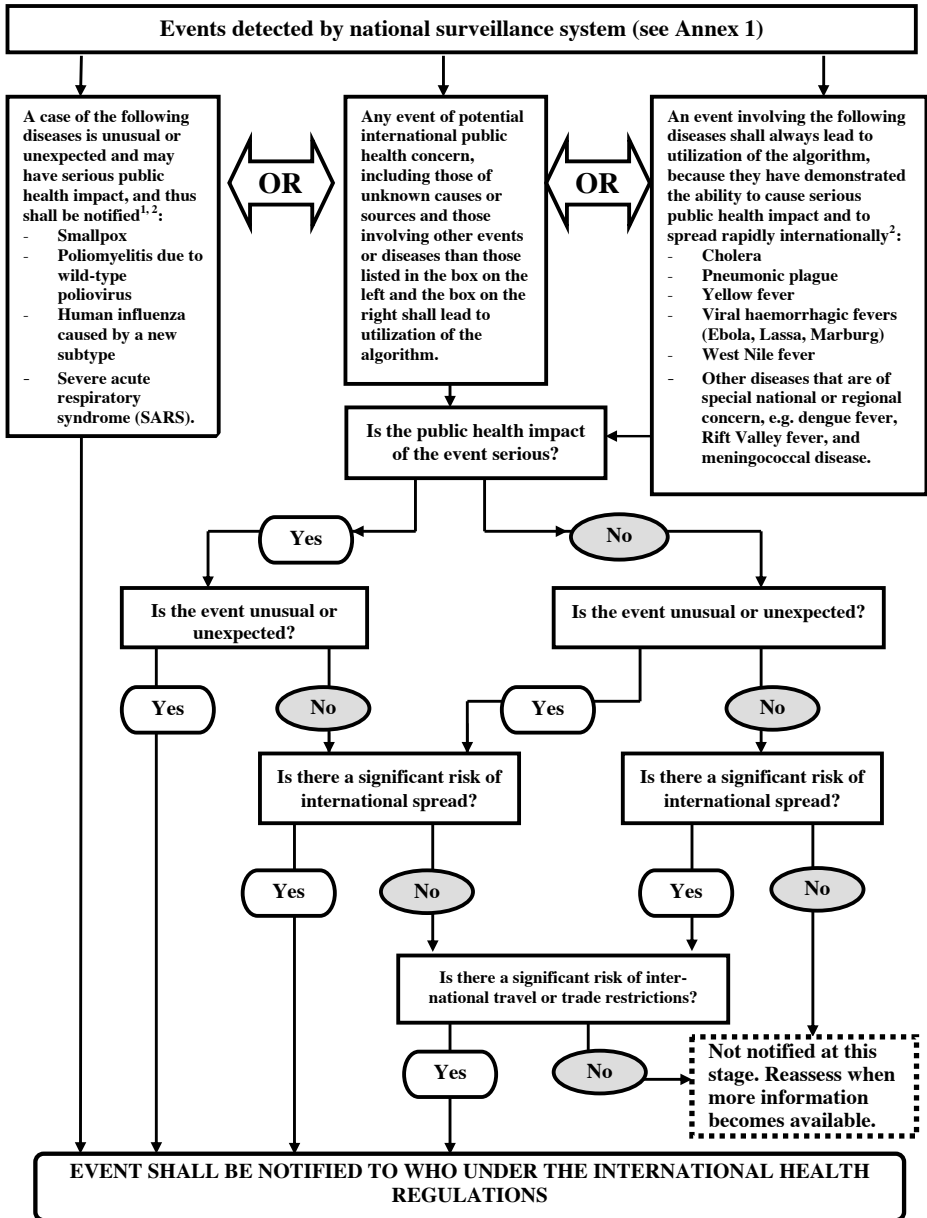 Events detected by national surveillance system (see Annex 1)
A case of the following
diseases is unusual or
unexpected and may
have serious public
health impact, and thus
shall be notified1, 2:
- Smallpox
- Poliomyelitis due to
wild-type
poliovirus
- Human influenza
caused by a new
subtype
- Severe acute
respiratory
syndrome (SARS).
OR
Any event of potential
international public
health concern,
including those of
unknown causes or
sources and those
involving other events
or diseases than those
listed in the box on the
left and the box on the
right shall lead to
utilization of the
algorithm.
OR
An event involving the following
diseases shall always lead to
utilization of the algorithm,
because they have demonstrated
the ability to cause serious
public health impact and to
spread rapidly internationally2:
- Cholera
- Pneumonic plague
- Yellow fever
- Viral haemorrhagic fevers
(Ebola, Lassa, Marburg)
- West Nile fever
- Other diseases that are of
special national or regional
concern, e.g. dengue fever,
Rift Valley fever, and
meningococcal disease.
Is the public health impact
of the event serious?
Yes
No
Is the event unusual or
unexpected?
Is the event unusual or unexpected?
Yes
No
Yes
No
Is there a significant risk of
international spread?
Is there a significant risk of
international spread?
Yes
No
Yes
No
Is there a significant risk of inter-
national travel or trade restrictions?
Yes
No
Not notified at this
stage. Reassess when
more information
becomes available.
EVENT SHALL BE NOTIFIED TO WHO UNDER THE INTERNATIONAL HEALTH
REGULATIONS